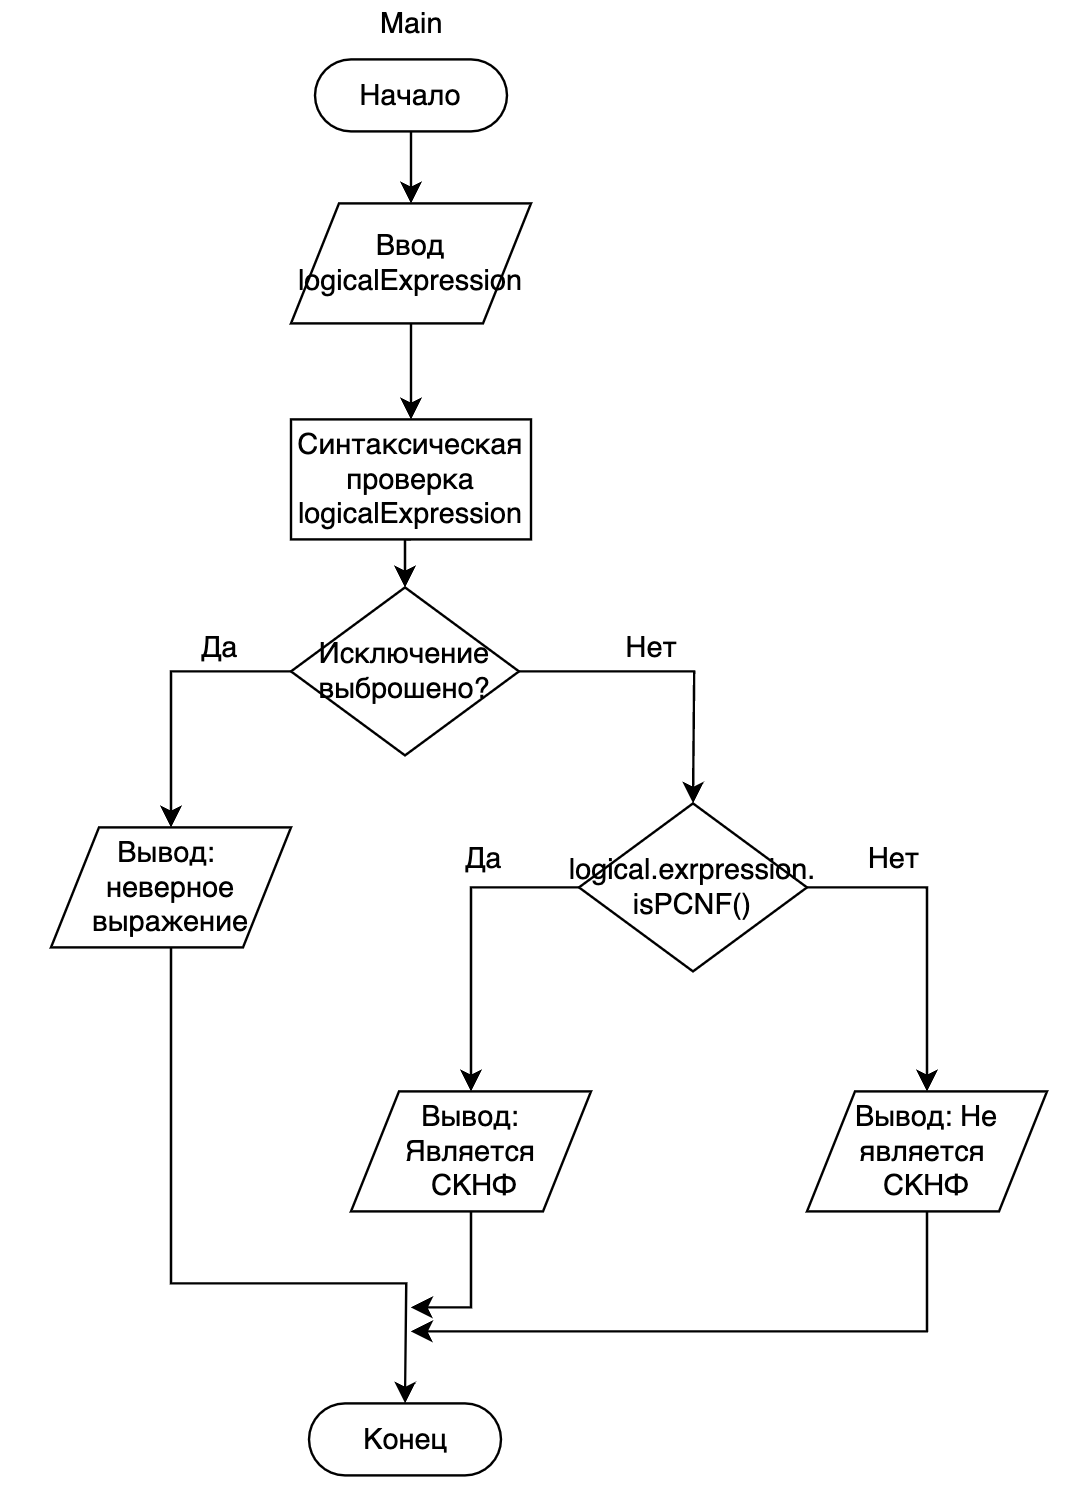 Main
Начало
Ввод
logicalExpression
Синтаксическая
проверка
logicalExpression
Да
Нет
Исключение
выброшено?
Вывод:
неверное
выражение
Да
Нет
logical.exrpression.
isPCNF()
Вывод:
Является
СКНФ
Вывод: Не
является
СКНФ
Конец